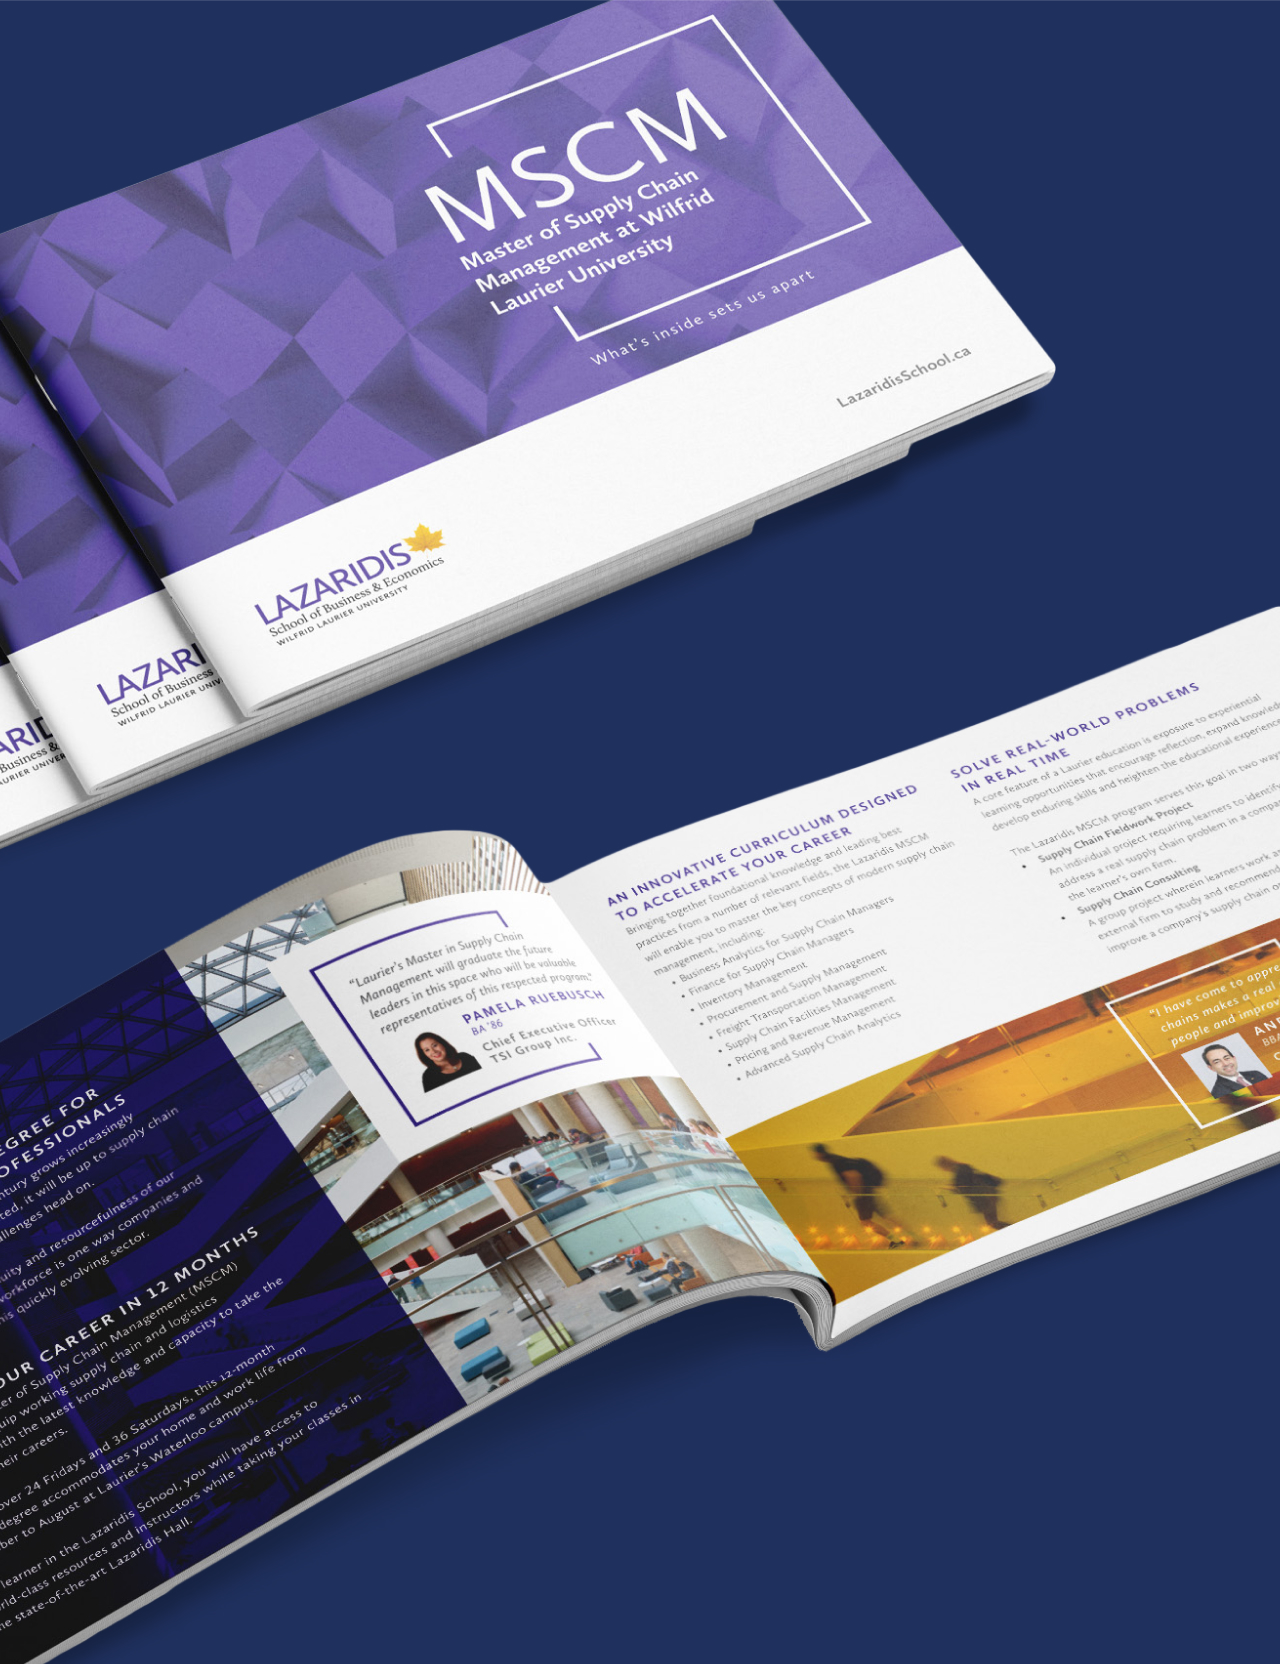 MSCM
Master of Supply Chain
Management at Wilfrid
Laurier University
What's inside sets us apart
LazaridisSchool.ca
LAZARIDIS
School of Business & Economics
WILFRID LAURIER UNIVERSITY
LAZARI
School of Business
WILFRID LAURIER UNIV
ARID
Business &
AURIER UNIVER
EGREE FOR
OFESSIONALS
ntury grows increasingly
ted, it will be up to supply chain
allenges head on.
uity and resourcefulness of our
workforce is one way companies and
his quickly evolving sector.
OUR CAREER IN 12 MONTHS
ter of Supply Chain Management (MSCM)
uip working supply chain and logistics
with the latest knowledge and capacity to take the
heir careers.
over 24 Fridays and 36 Saturdays, this 12-month
degree accommodates your home and work life from
ber to August at Laurier's Waterloo campus.
learner in the Lazaridis School, you will have access to
rld-class resources and instructors while taking your classes in
he state-of-the-art Lazaridis Hall.
"Laurier's Master in Supply Chain
Management will graduate the future
leaders in this space who will be valuable
representatives of this respected program."
PAMELA RUEBUSCH
BA '86
Chief Executive Officer
TSI Group Inc.
AN INNOVATIVE CURRICULUM DESIGNED
TO ACCELERATE YOUR CAREER
Bringing together foundational knowledge and leading best
practices from a number of relevant fields, the Lazaridis MSCM
will enable you to master the key concepts of modern supply chain
management, including:
• Business Analytics for Supply Chain Managers
• Finance for Supply Chain Managers
• Inventory Management
• Procurement and Supply Management
• Freight Transportation Management
• Supply Chain Facilities Management
• Pricing and Revenue Management
• Advanced Supply Chain Analytics
SOLVE REAL-WORLD PROBLEMS
IN REAL TIME
A core feature of a Laurier education is exposure to experiential
learning opportunities that encourage reflection, expand knowled
develop enduring skills and heighten the educational experience
The Lazaridis MSCM program serves this goal in two ways
• Supply Chain Fieldwork Project
An individual project requiring learners to identify
address a real supply chain problem in a compa
the learner's own firm.
• Supply Chain Consulting
A group project wherein learners work a
external firm to study and recommend
improve a company's supply chain o
"I have come to appre
chains makes a real
people and improv
AN
BBA
C